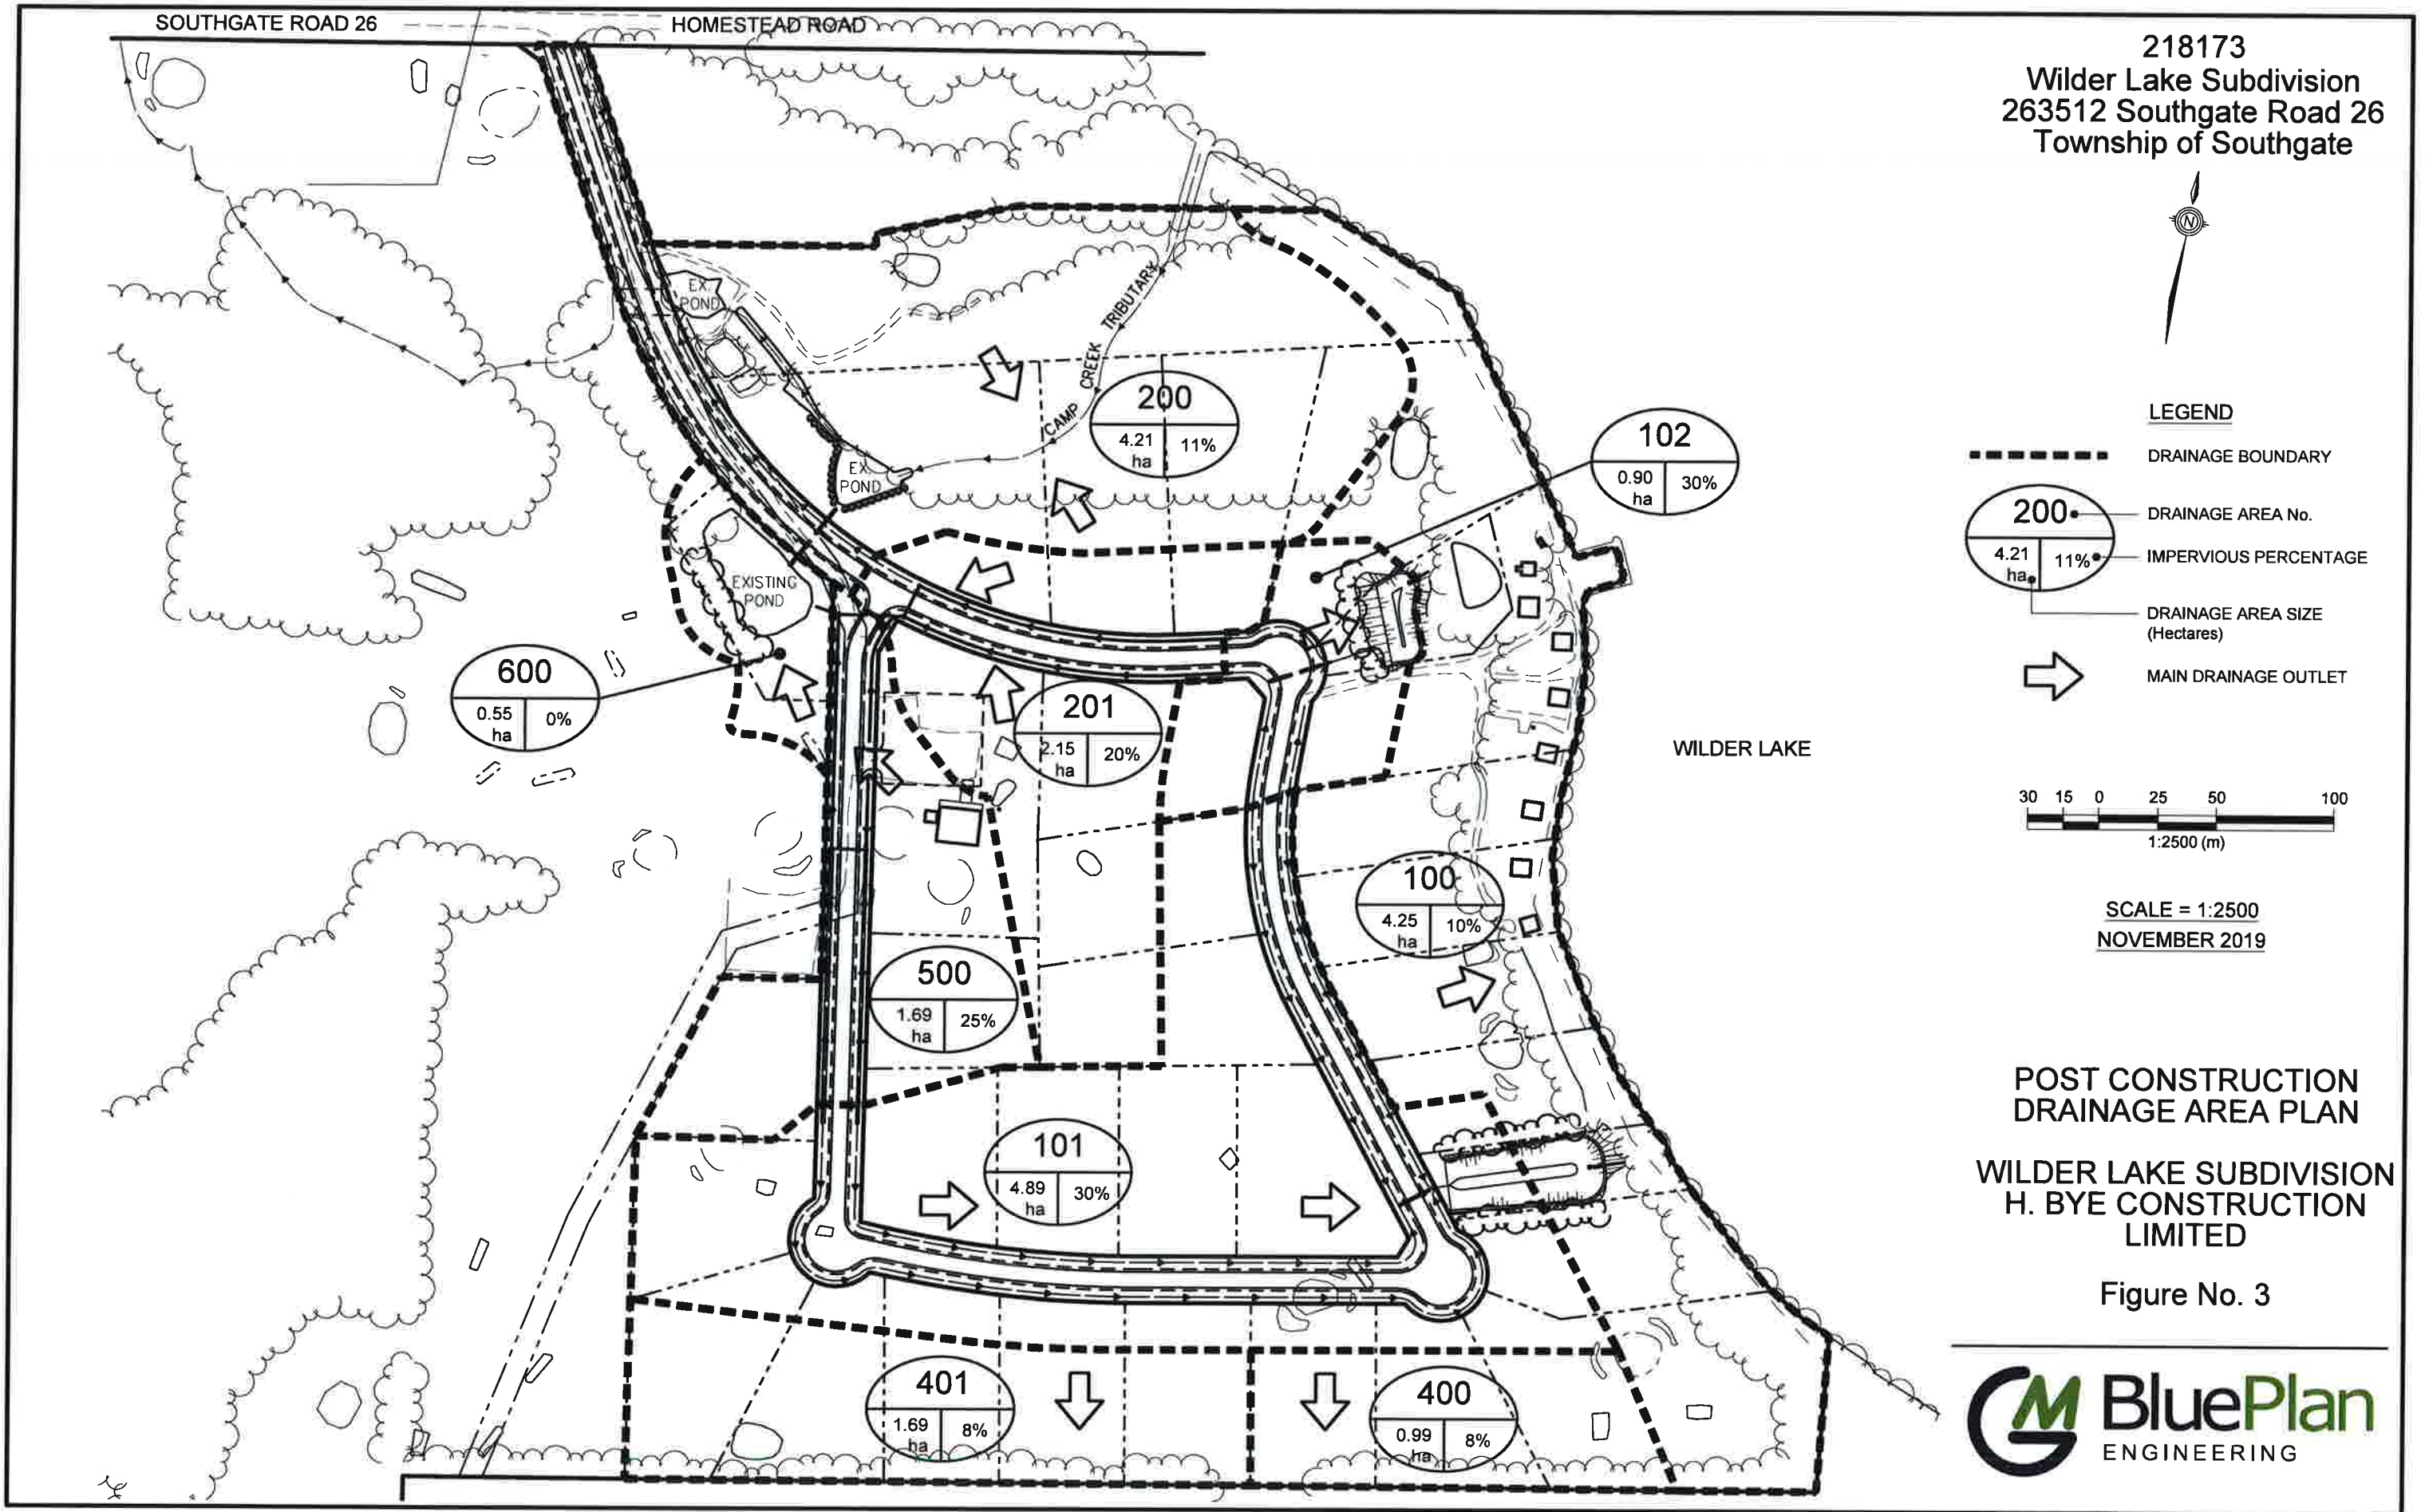 SOUTHGATE ROAD 26
HOMESTEAD ROAD
218173
Wilder Lake Subdivision
263512 Southgate Road 26
Township of Southgate
N
EX.
POND
CAMP CREEK TRIBUTARY
200
4.21
ha
11%
EX.
POND
102
0.90
ha
30%
EXISTING
POND
600
0.55
ha
0%
201
2.15
ha
20%
WILDER LAKE
100
4.25
ha
10%
500
1.69
ha
25%
101
4.89
ha
30%
401
1.69
ha
8%
400
0.99
ha
8%
LEGEND
DRAINAGE BOUNDARY
200
4.21
ha
11%
DRAINAGE AREA No.
IMPERVIOUS PERCENTAGE
DRAINAGE AREA SIZE
(Hectares)
MAIN DRAINAGE OUTLET
30 15 0 25 50 100
1:2500 (m)
SCALE = 1:2500
NOVEMBER 2019
POST CONSTRUCTION
DRAINAGE AREA PLAN
WILDER LAKE SUBDIVISION
H. BYE CONSTRUCTION
LIMITED
Figure No. 3
GM BluePlan
ENGINEERING